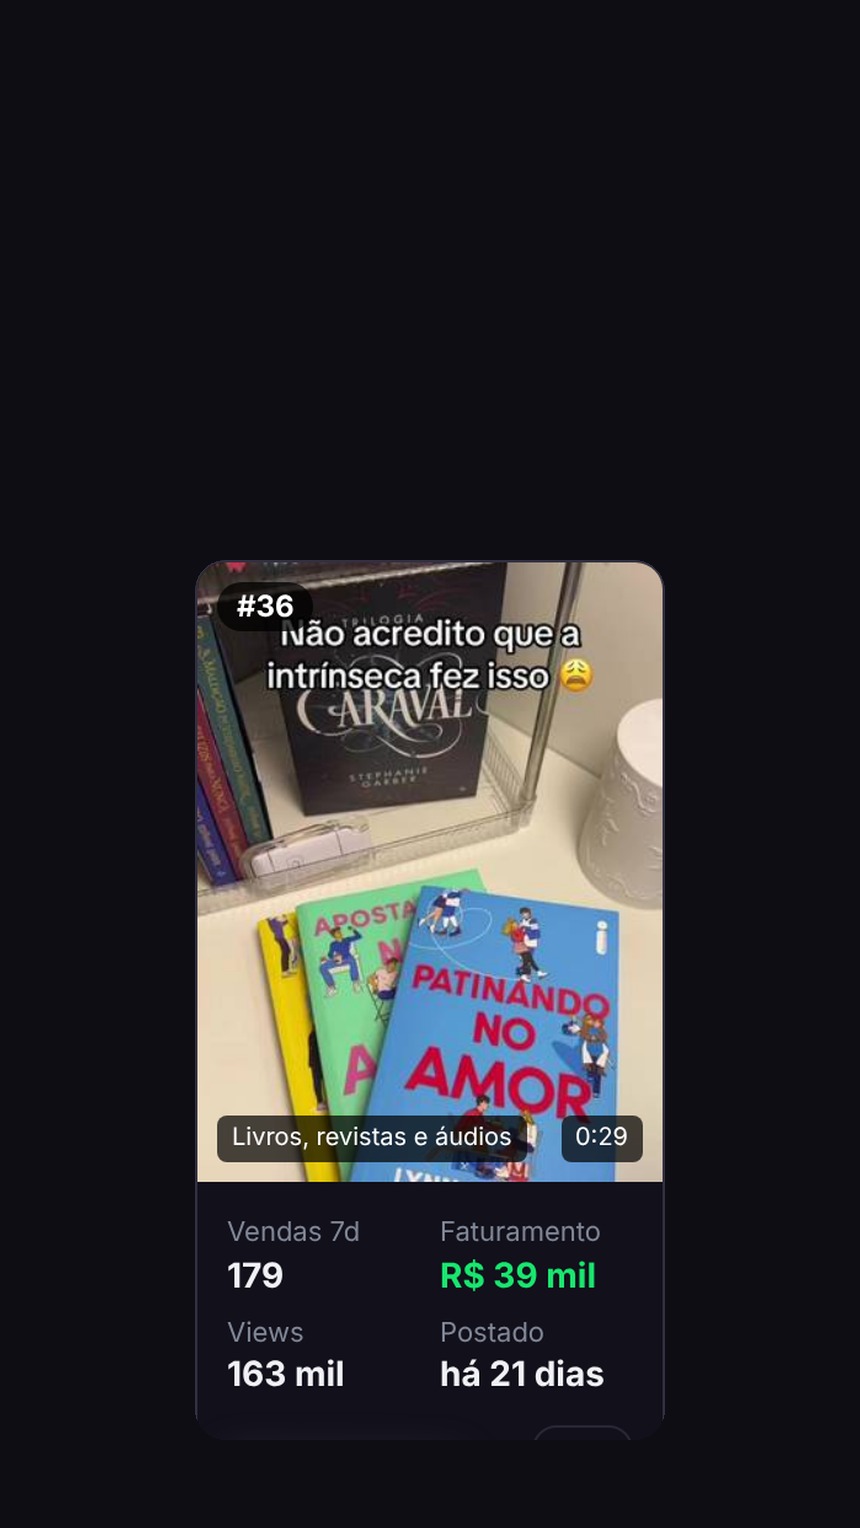 #36
TRILOGIA
Não acredito que a
intrínseca fez isso 😩
CARAVAL
STEPHANIE
GARBER
APOSTA
PATINANDO
NO
AMOR
Livros, revistas e áudios
0:29
Vendas 7d
179
Faturamento
R$ 39 mil
Views
163 mil
Postado
há 21 dias